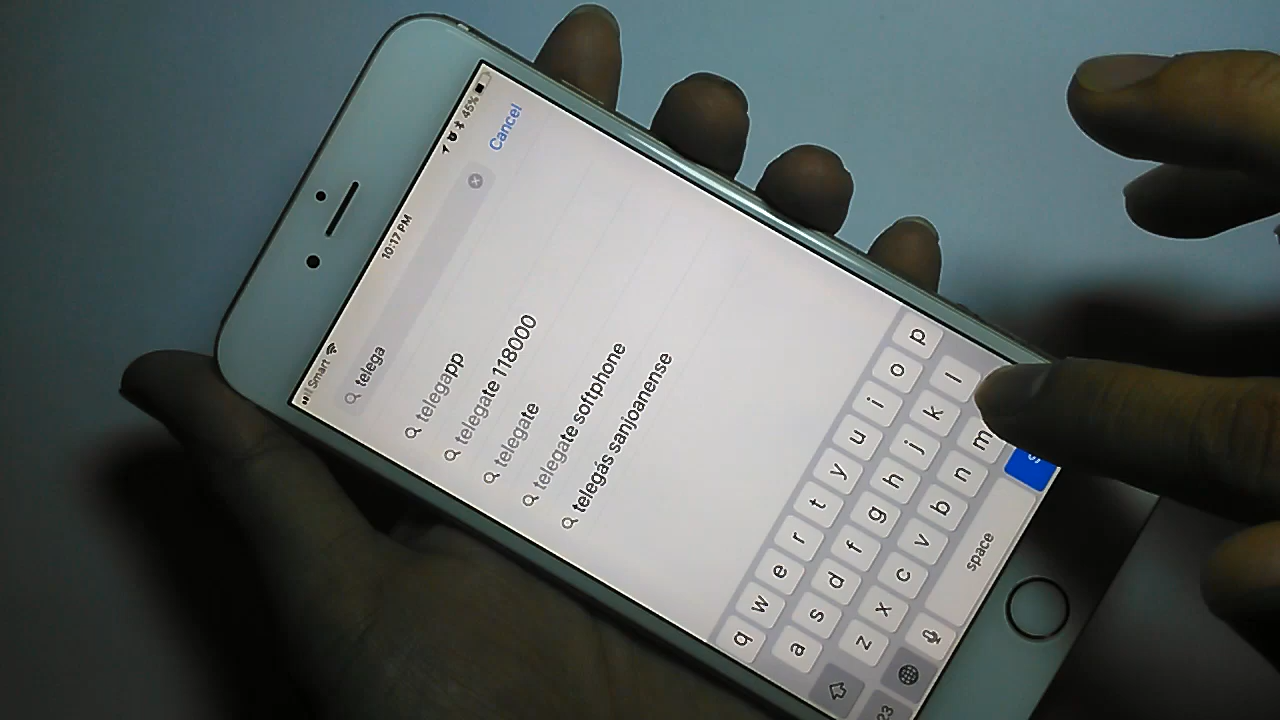 Smart 10:17 PM 45%
telega Cancel
telegapp
telegate 118000
telegate
telegate softphone
telegás sanjoanense
q w e r t y u i o p
a s d f g h j k l
z x c v b n m
space